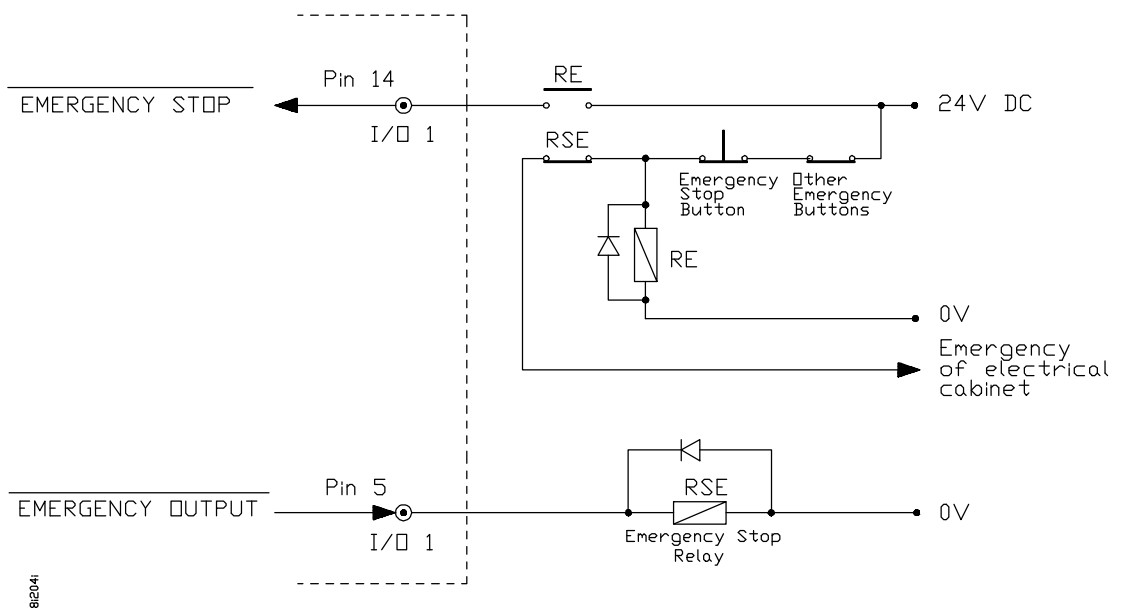 RE
Pin 14
EMERGENCY STOP
24V DC
I/O 1
RSE
Emergency
Stop
Button
Other
Emergency
Buttons
RE
0V
Emergency
of electrical
cabinet
Pin 5
RSE
EMERGENCY OUTPUT
0V
I/O 1
Emergency Stop
Relay
8i204i